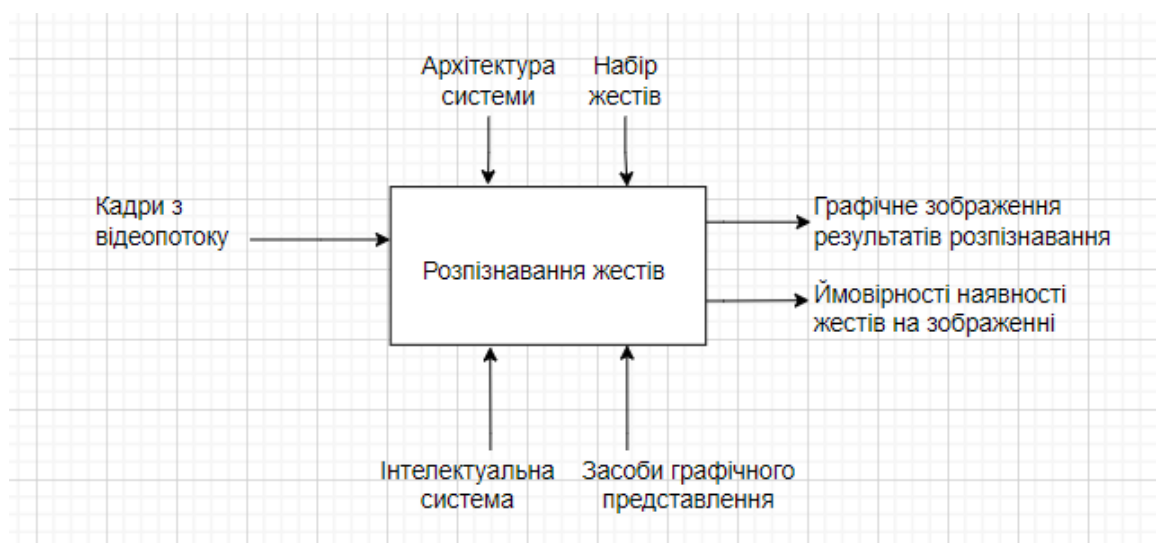 Архітектура
системи
Набір
жестів
Кадри з
відеопотоку
Розпізнавання жестів
Графічне зображення
результатів розпізнавання
Ймовірності наявності
жестів на зображенні
Інтелектуальна
система
Засоби графічного
представлення